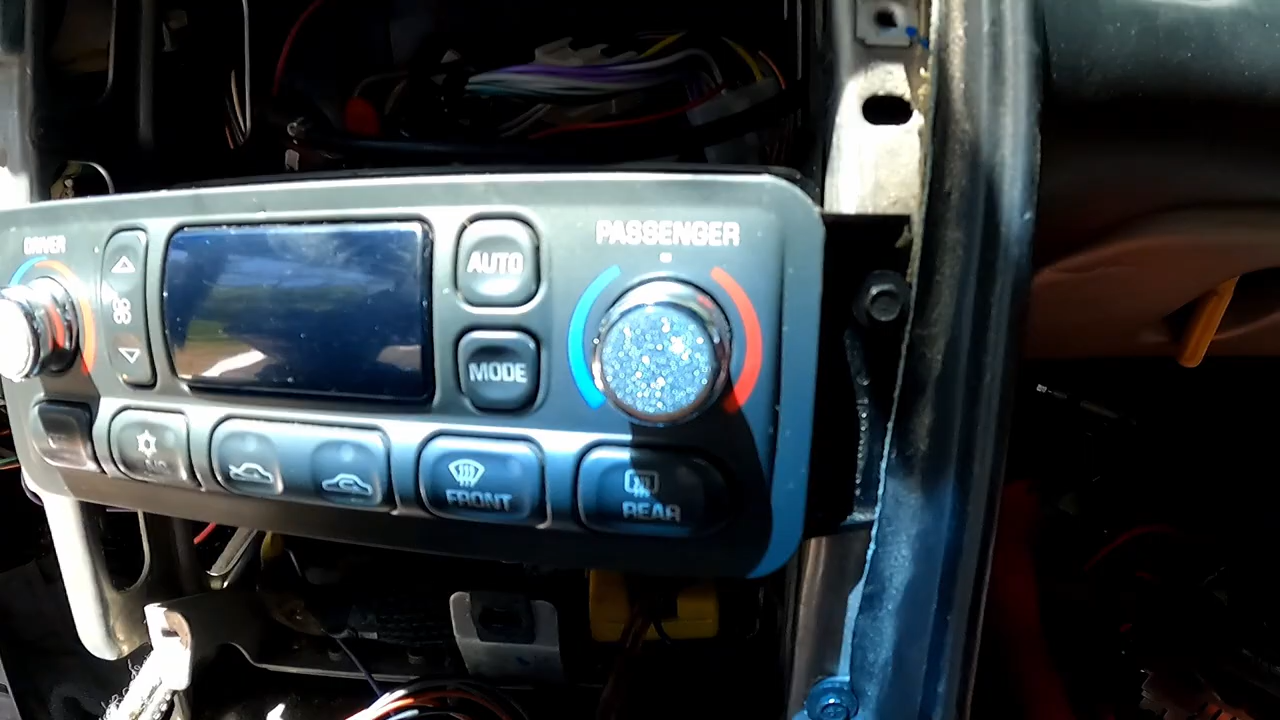 DRIVER
PASSENGER
AUTO
MODE
A/C
FRONT
REAR